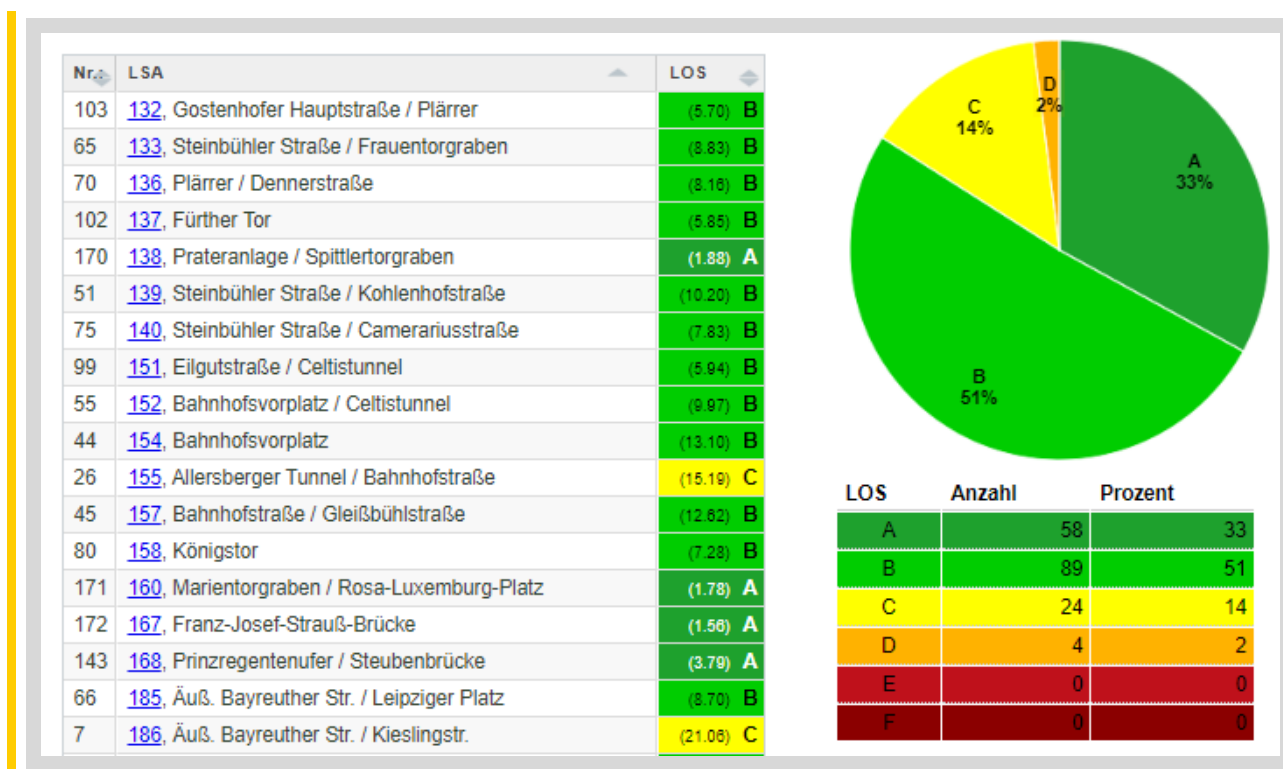 Nr.: LSA LOS
103 132, Gostenhofer Hauptstraße / Plärrer (5.70) B
65 133, Steinbühler Straße / Frauentorgraben (8.83) B
70 136, Plärrer / Dennerstraße (8.16) B
102 137, Fürther Tor (5.85) B
170 138, Prateranlage / Spittlertorgraben (1.88) A
51 139, Steinbühler Straße / Kohlenhofstraße (10.20) B
75 140, Steinbühler Straße / Camerariusstraße (7.83) B
99 151, Eilgutstraße / Celtistunnel (5.94) B
55 152, Bahnhofsvorplatz / Celtistunnel (9.97) B
44 154, Bahnhofsvorplatz (13.10) B
26 155, Allersberger Tunnel / Bahnhofstraße (15.19) C
45 157, Bahnhofstraße / Gleißbühlstraße (12.62) B
80 158, Königstor (7.28) B
171 160, Marientorgraben / Rosa-Luxemburg-Platz (1.78) A
172 167, Franz-Josef-Strauß-Brücke (1.56) A
143 168, Prinzregentenufer / Steubenbrücke (3.79) A
66 185, Äuß. Bayreuther Str. / Leipziger Platz (8.70) B
7 186, Äuß. Bayreuther Str. / Kieslingstr. (21.06) C
D
2%
C
14%
A
33%
B
51%
LOS Anzahl Prozent
A 58 33
B 89 51
C 24 14
D 4 2
E 0 0
F 0 0